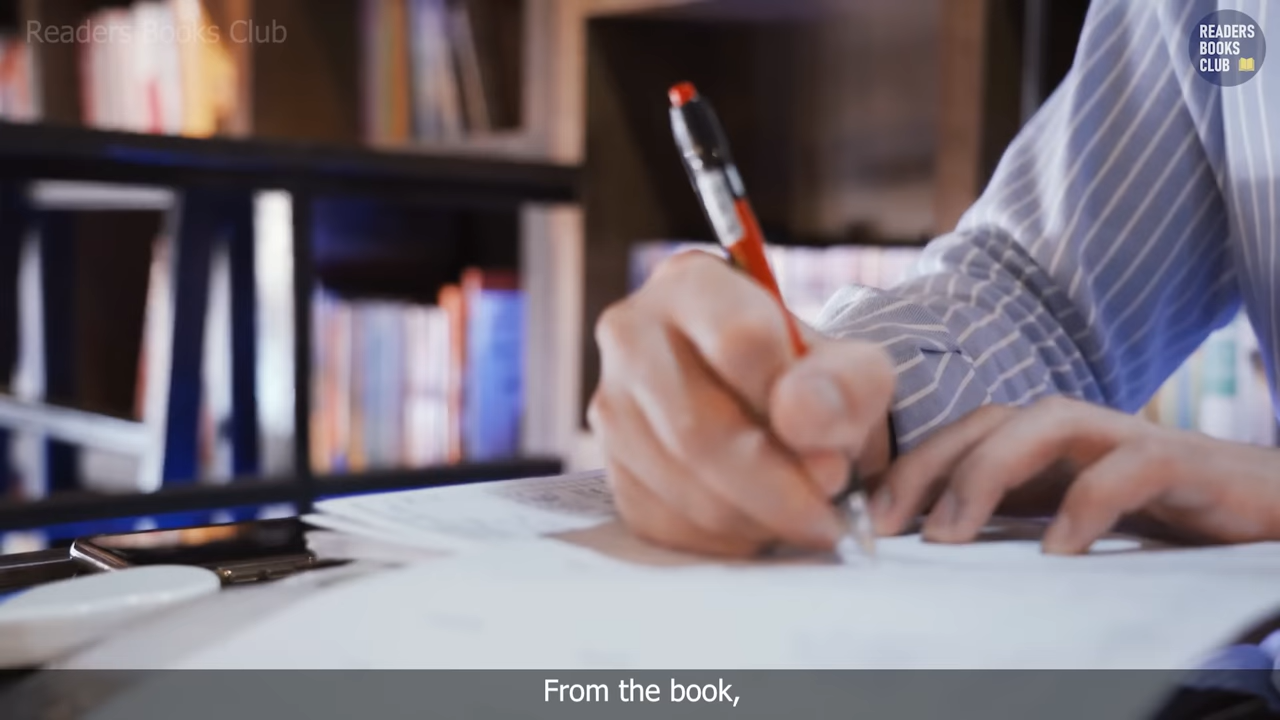 Readers Books Club
READERS
BOOKS
CLUB
From the book,